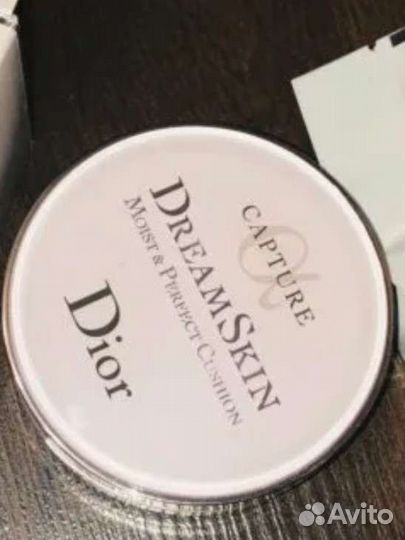 CAPTURE
DREAMSKIN
MOIST & PERFECT CUSHION
Dior
Avito